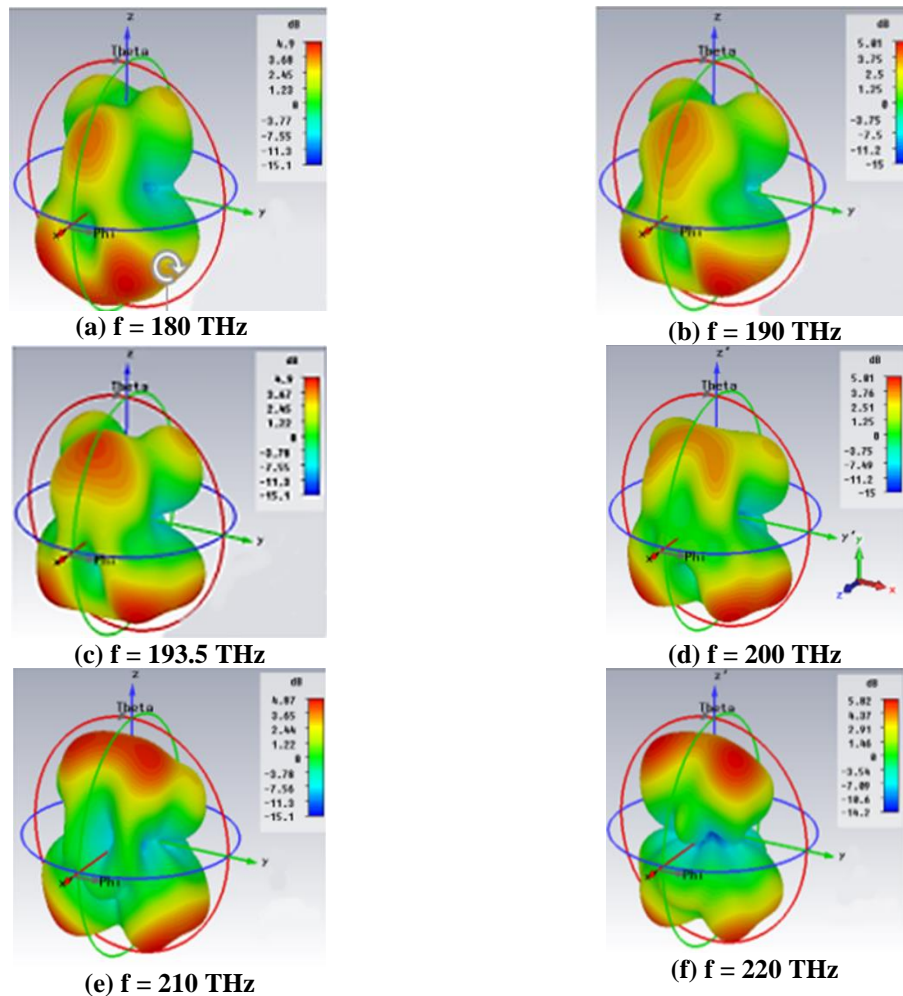 z
dB
Theta
4.9
3.68
2.45
1.23
0
-3.77
-7.55
-11.3
-15.1
y
x
Phi
(a) f = 180 THz
z
dB
Theta
5.01
3.75
2.5
1.25
0
-3.75
-7.5
-11.2
-15
y
x
Phi
(b) f = 190 THz
z
dB
Theta
4.9
3.67
2.45
1.22
0
-3.78
-7.55
-11.3
-15.1
y
x
Phi
(c) f = 193.5 THz
z'
dB
Theta
5.01
3.76
2.51
1.25
0
-3.75
-7.49
-11.2
-15
y'
y
x
z
x
Phi
(d) f = 200 THz
z
dB
Theta
4.87
3.65
2.44
1.22
0
-3.78
-7.56
-11.3
-15.1
y
x
Phi
(e) f = 210 THz
z'
dB
Theta
5.82
4.37
2.91
1.46
0
-3.54
-7.09
-10.6
-14.2
y
x
Phi
(f) f = 220 THz